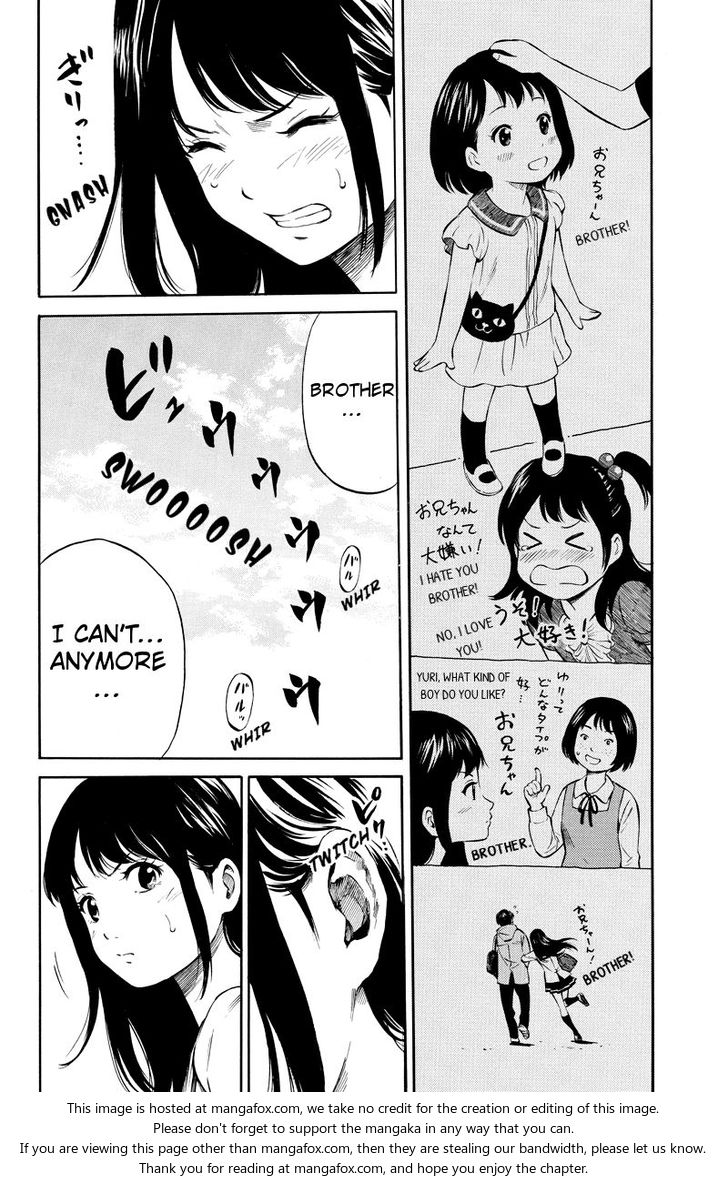 お兄ちゃーん
BROTHER!
お兄ちゃん
なんて
大嫌い!
I HATE YOU
BROTHER!
うそ!
大好き!
NO, I LOVE
YOU!
ゆりって
どんなタイプが
好…
YURI, WHAT KIND OF
BOY DO YOU LIKE?
お兄ちゃん
BROTHER.
お兄ちゃーん!
BROTHER!
ぎりっ……
GNASH
BROTHER
...
ビッ
SWOOOOSH
バルッ
WHIR
バルッ
WHIR
I CAN'T...
ANYMORE
...
ピク!
TWITCH
This image is hosted at mangafox.com, we take no credit for the creation or editing of this image.
Please don't forget to support the mangaka in any way that you can.
If you are viewing this page other than mangafox.com, then they are stealing our bandwidth, please let us know.
Thank you for reading at mangafox.com, and hope you enjoy the chapter.